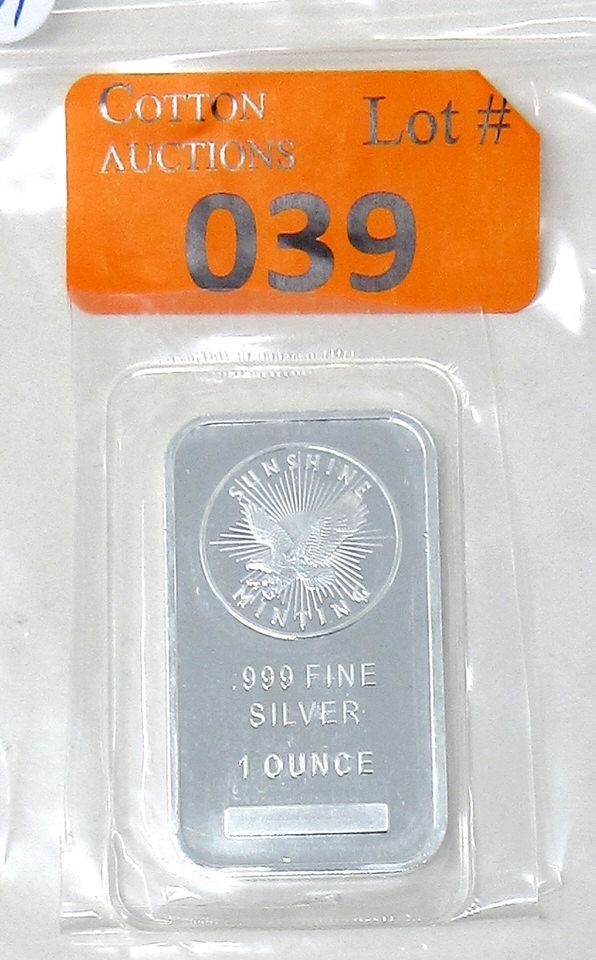 COTTON
AUCTIONS
Lot #
039
SUNSHINE
MINTING
.999 FINE
SILVER
1 OUNCE